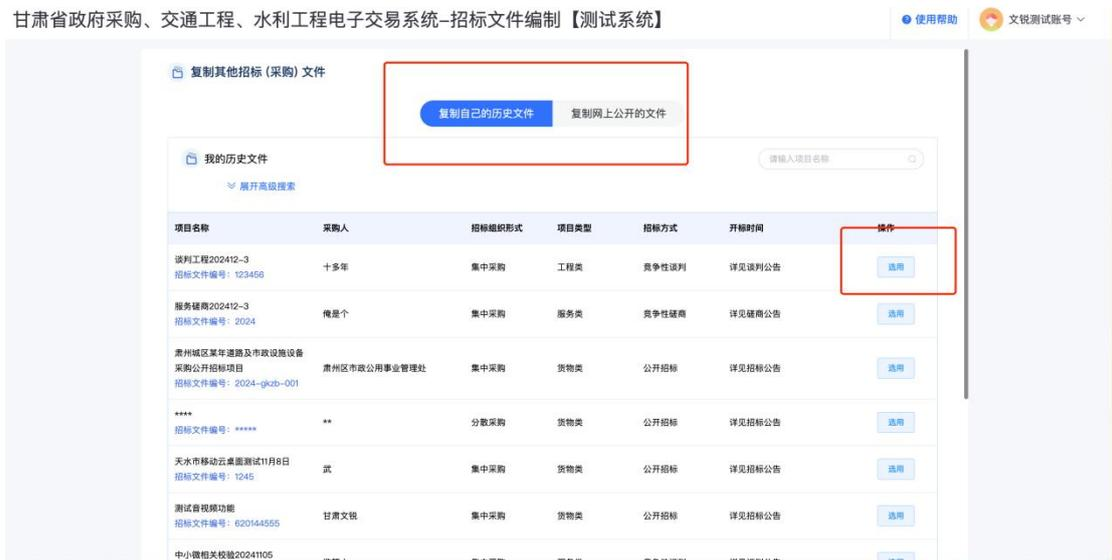 甘肃省政府采购、交通工程、水利工程电子交易系统-招标文件编制【测试系统】 使用帮助 文锐测试账号
复制其他招标（采购）文件
复制自己的历史文件 复制网上公开的文件
我的历史文件 请输入项目名称
展开高级搜索
项目名称 采购人 招标组织形式 项目类型 招标方式 开标时间 操作
谈判工程202412-3
招标文件编号：123456
十多年 集中采购 工程类 竞争性谈判 详见谈判公告 选用
服务磋商202412-3
招标文件编号：2024
俺是个 集中采购 服务类 竞争性磋商 详见磋商公告 选用
肃州城区某年道路及市政设施设备
采购公开招标项目
招标文件编号：2024-gkzb-001
肃州区市政公用事业管理处 集中采购 货物类 公开招标 详见招标公告 选用
****
招标文件编号：*****
** 分散采购 货物类 公开招标 详见招标公告 选用
天水市移动云桌面测试11月8日
招标文件编号：1245
武 集中采购 货物类 公开招标 详见招标公告 选用
测试音视频功能
招标文件编号：620144555
甘肃文锐 集中采购 货物类 公开招标 详见招标公告 选用
中小微相关校验20241105